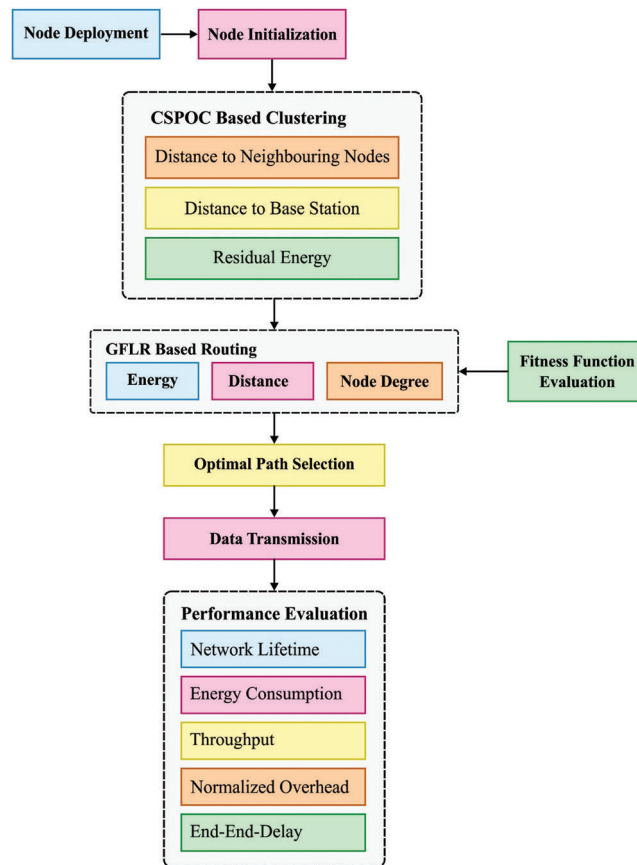 Node Deployment
Node Initialization
CSPOC Based Clustering
Distance to Neighbouring Nodes
Distance to Base Station
Residual Energy
GFLR Based Routing
Energy
Distance
Node Degree
Fitness Function
Evaluation
Optimal Path Selection
Data Transmission
Performance Evaluation
Network Lifetime
Energy Consumption
Throughput
Normalized Overhead
End-End-Delay